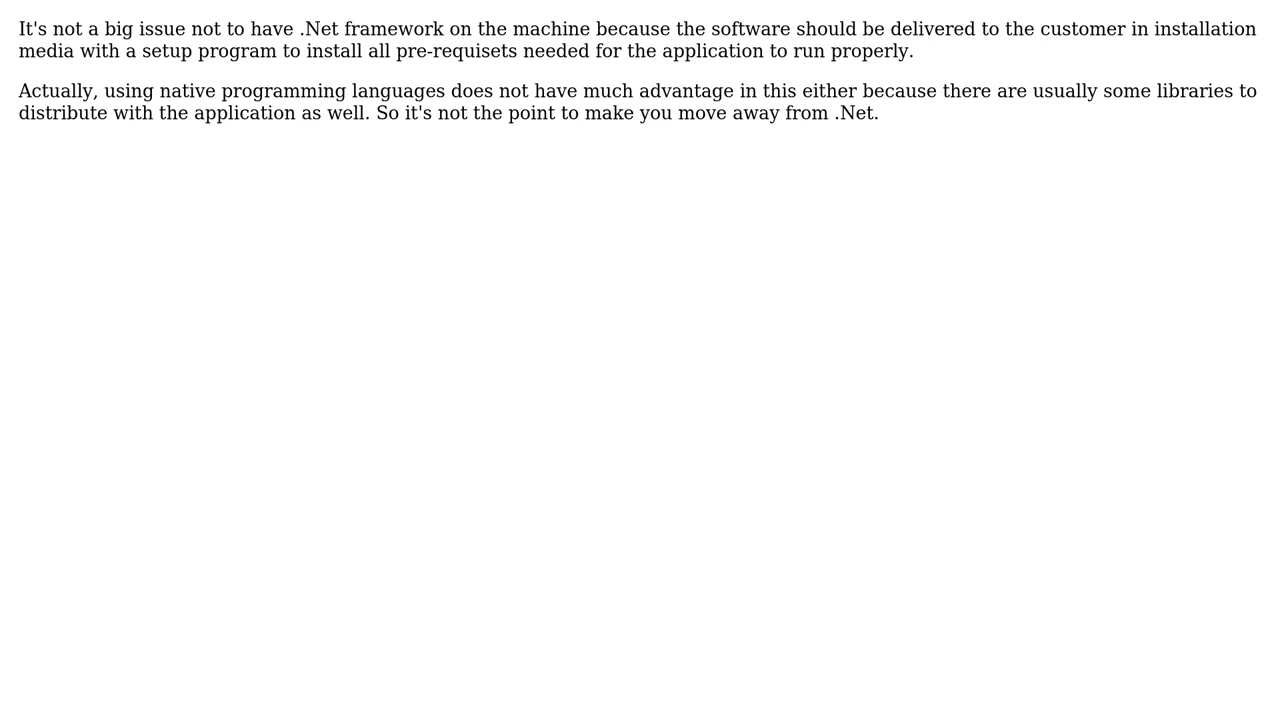 It's not a big issue not to have .Net framework on the machine because the software should be delivered to the customer in installation
media with a setup program to install all pre-requisets needed for the application to run properly.
Actually, using native programming languages does not have much advantage in this either because there are usually some libraries to
distribute with the application as well. So it's not the point to make you move away from .Net.